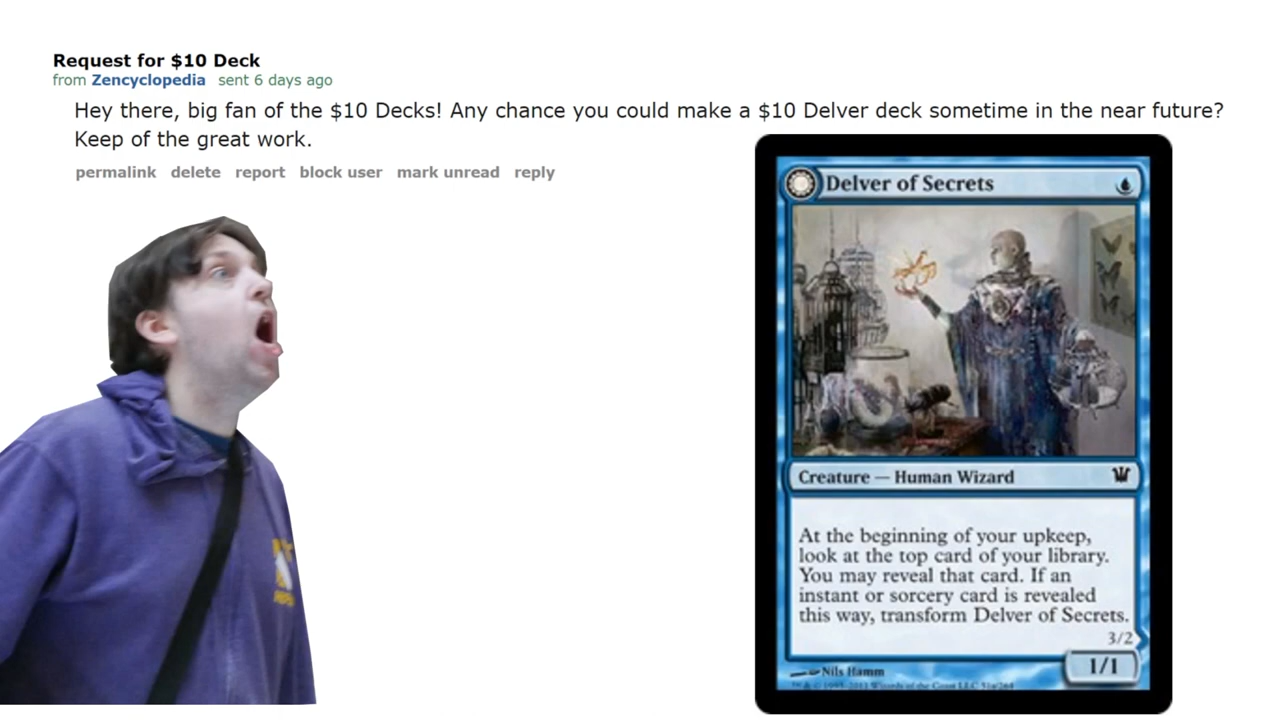 Request for $10 Deck
from Zencyclopedia sent 6 days ago
Hey there, big fan of the $10 Decks! Any chance you could make a $10 Delver deck sometime in the near future?
Keep of the great work.
permalink delete report block user mark unread reply
Delver of Secrets
Creature — Human Wizard
At the beginning of your upkeep,
look at the top card of your library.
You may reveal that card. If an
instant or sorcery card is revealed
this way, transform Delver of Secrets.
3/2
1/1
Nils Hamm